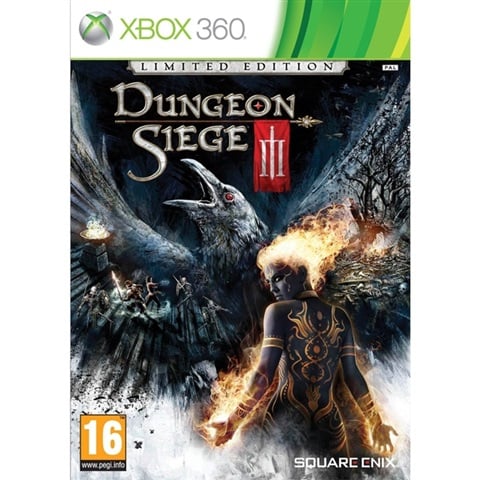 XBOX 360.
LIMITED EDITION
PAL
DUNGEON
SIEGE III
16
www.pegi.info
SQUARE ENIX